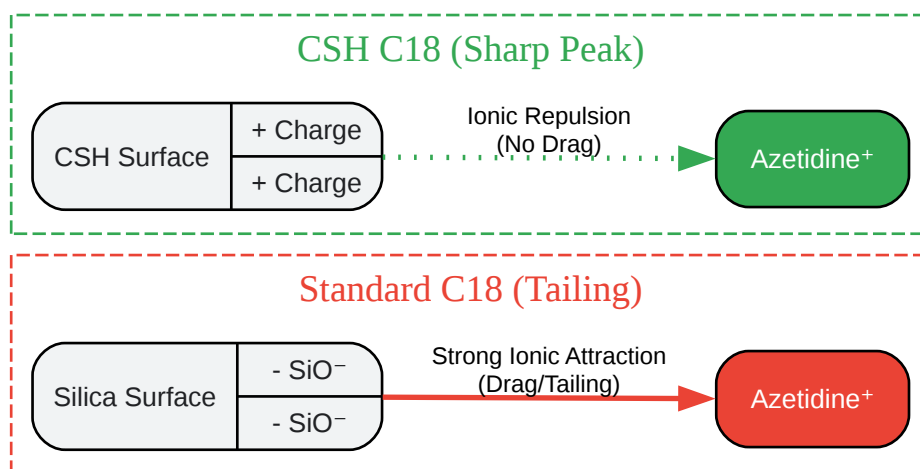 CSH C18 (Sharp Peak)
CSH Surface
+ Charge
+ Charge
Ionic Repulsion
(No Drag)
Azetidine⁺
Standard C18 (Tailing)
Silica Surface
- SiO⁻
- SiO⁻
Strong Ionic Attraction
(Drag/Tailing)
Azetidine⁺